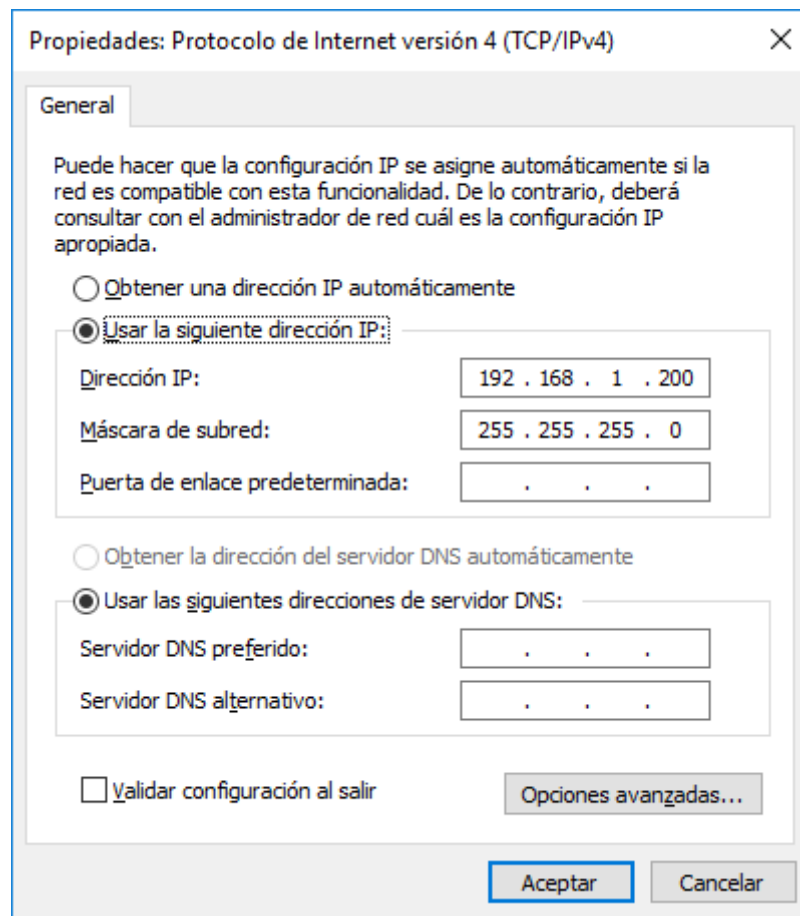 Propiedades: Protocolo de Internet versión 4 (TCP/IPv4)
General
Puede hacer que la configuración IP se asigne automáticamente si la
red es compatible con esta funcionalidad. De lo contrario, deberá
consultar con el administrador de red cuál es la configuración IP
apropiada.
Obtener una dirección IP automáticamente
Usar la siguiente dirección IP:
Dirección IP: 192 . 168 . 1 . 200
Máscara de subred: 255 . 255 . 255 . 0
Puerta de enlace predeterminada: . . .
Obtener la dirección del servidor DNS automáticamente
Usar las siguientes direcciones de servidor DNS:
Servidor DNS preferido: . . .
Servidor DNS alternativo: . . .
Validar configuración al salir Opciones avanzadas...
Aceptar Cancelar